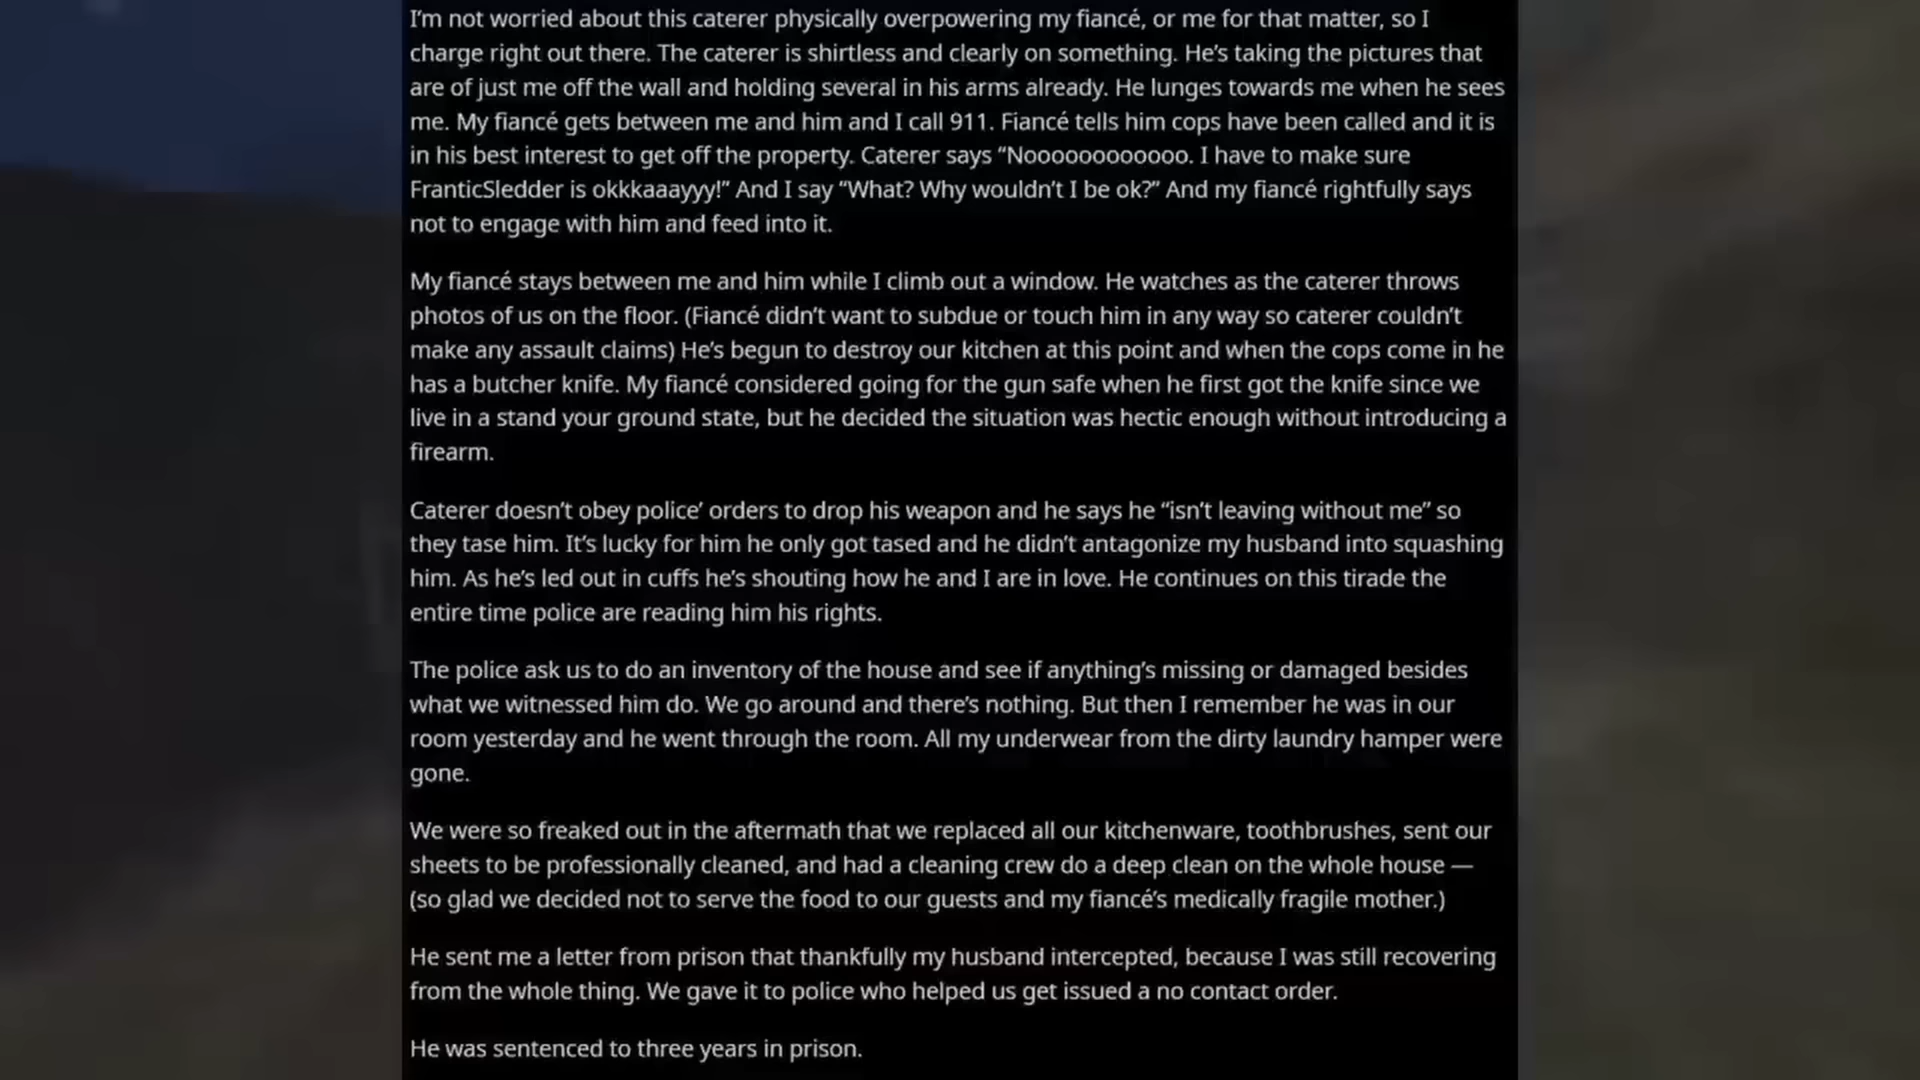 I’m not worried about this caterer physically overpowering my fiancé, or me for that matter, so I
charge right out there. The caterer is shirtless and clearly on something. He’s taking the pictures that
are of just me off the wall and holding several in his arms already. He lunges towards me when he sees
me. My fiancé gets between me and him and I call 911. Fiancé tells him cops have been called and it is
in his best interest to get off the property. Caterer says “Noooooooooooo. I have to make sure
FranticSledder is okkkaaayyy!” And I say “What? Why wouldn’t I be ok?” And my fiancé rightfully says
not to engage with him and feed into it.
My fiancé stays between me and him while I climb out a window. He watches as the caterer throws
photos of us on the floor. (Fiancé didn’t want to subdue or touch him in any way so caterer couldn’t
make any assault claims) He’s begun to destroy our kitchen at this point and when the cops come in he
has a butcher knife. My fiancé considered going for the gun safe when he first got the knife since we
live in a stand your ground state, but he decided the situation was hectic enough without introducing a
firearm.
Caterer doesn’t obey police’ orders to drop his weapon and he says he “isn’t leaving without me” so
they tase him. It’s lucky for him he only got tased and he didn’t antagonize my husband into squashing
him. As he’s led out in cuffs he’s shouting how he and I are in love. He continues on this tirade the
entire time police are reading him his rights.
The police ask us to do an inventory of the house and see if anything’s missing or damaged besides
what we witnessed him do. We go around and there’s nothing. But then I remember he was in our
room yesterday and he went through the room. All my underwear from the dirty laundry hamper were
gone.
We were so freaked out in the aftermath that we replaced all our kitchenware, toothbrushes, sent our
sheets to be professionally cleaned, and had a cleaning crew do a deep clean on the whole house —
(so glad we decided not to serve the food to our guests and my fiancé’s medically fragile mother.)
He sent me a letter from prison that thankfully my husband intercepted, because I was still recovering
from the whole thing. We gave it to police who helped us get issued a no contact order.
He was sentenced to three years in prison.